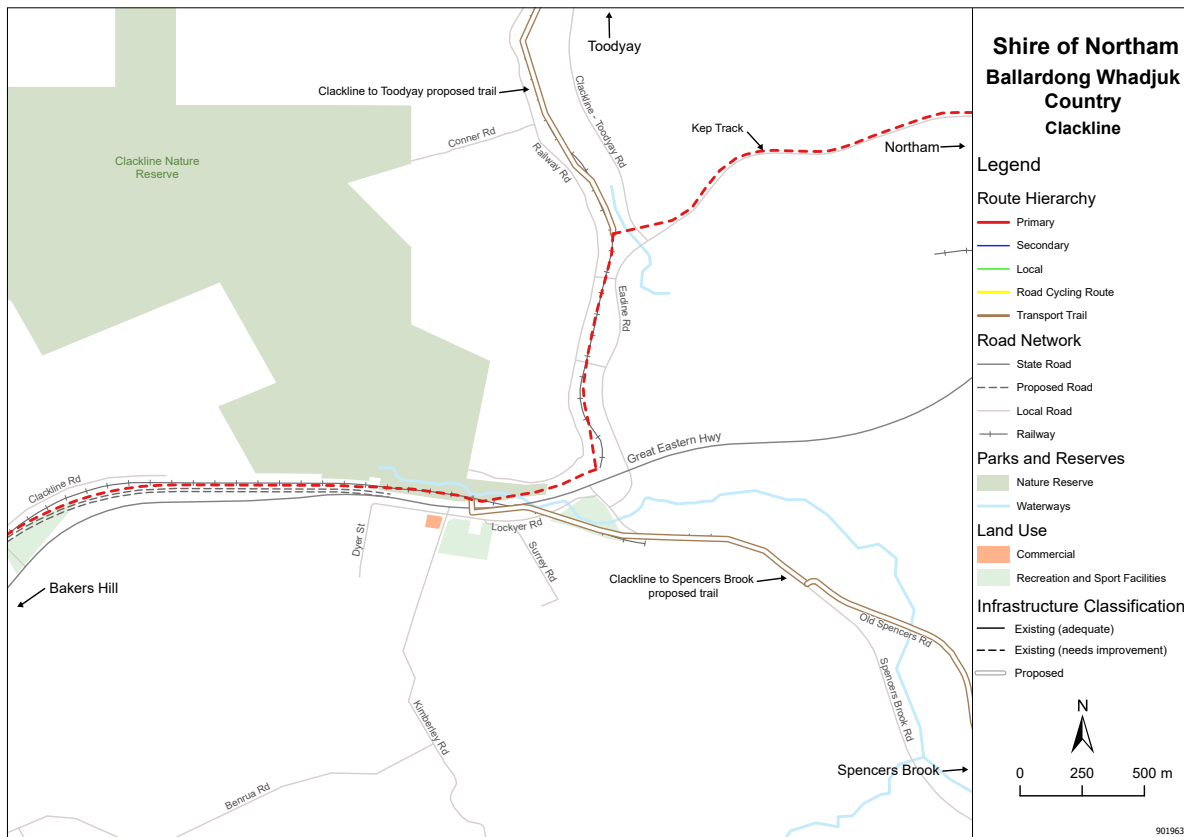 Toodyay
Clackline to Toodyay proposed trail
Clackline - Toodyay Rd
Conner Rd
Kep Track
Northam
Railway Rd
Clackline Nature
Reserve
Eadine Rd
Great Eastern Hwy
Clackline Rd
Dyer St
Lockyer Rd
Surrey Rd
Bakers Hill
Clackline to Spencers Brook
proposed trail
Old Spencers Rd
Spencers Brook Rd
Kimberley Rd
Benrua Rd
Spencers Brook
Shire of Northam
Ballardong Whadjuk
Country
Clackline
Legend
Route Hierarchy
Primary
Secondary
Local
Road Cycling Route
Transport Trail
Road Network
State Road
Proposed Road
Local Road
Railway
Parks and Reserves
Nature Reserve
Waterways
Land Use
Commercial
Recreation and Sport Facilities
Infrastructure Classification
Existing (adequate)
Existing (needs improvement)
Proposed
N
0 250 500 m
901963